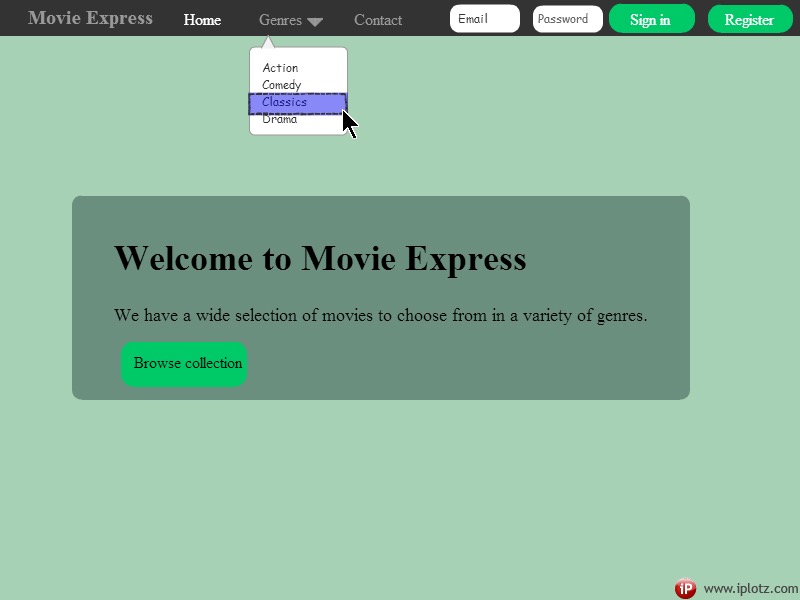 Movie Express Home Genres Contact Email Password Sign in Register
Action
Comedy
Classics
Drama
Welcome to Movie Express
We have a wide selection of movies to choose from in a variety of genres.
Browse collection
iP www.iplotz.com